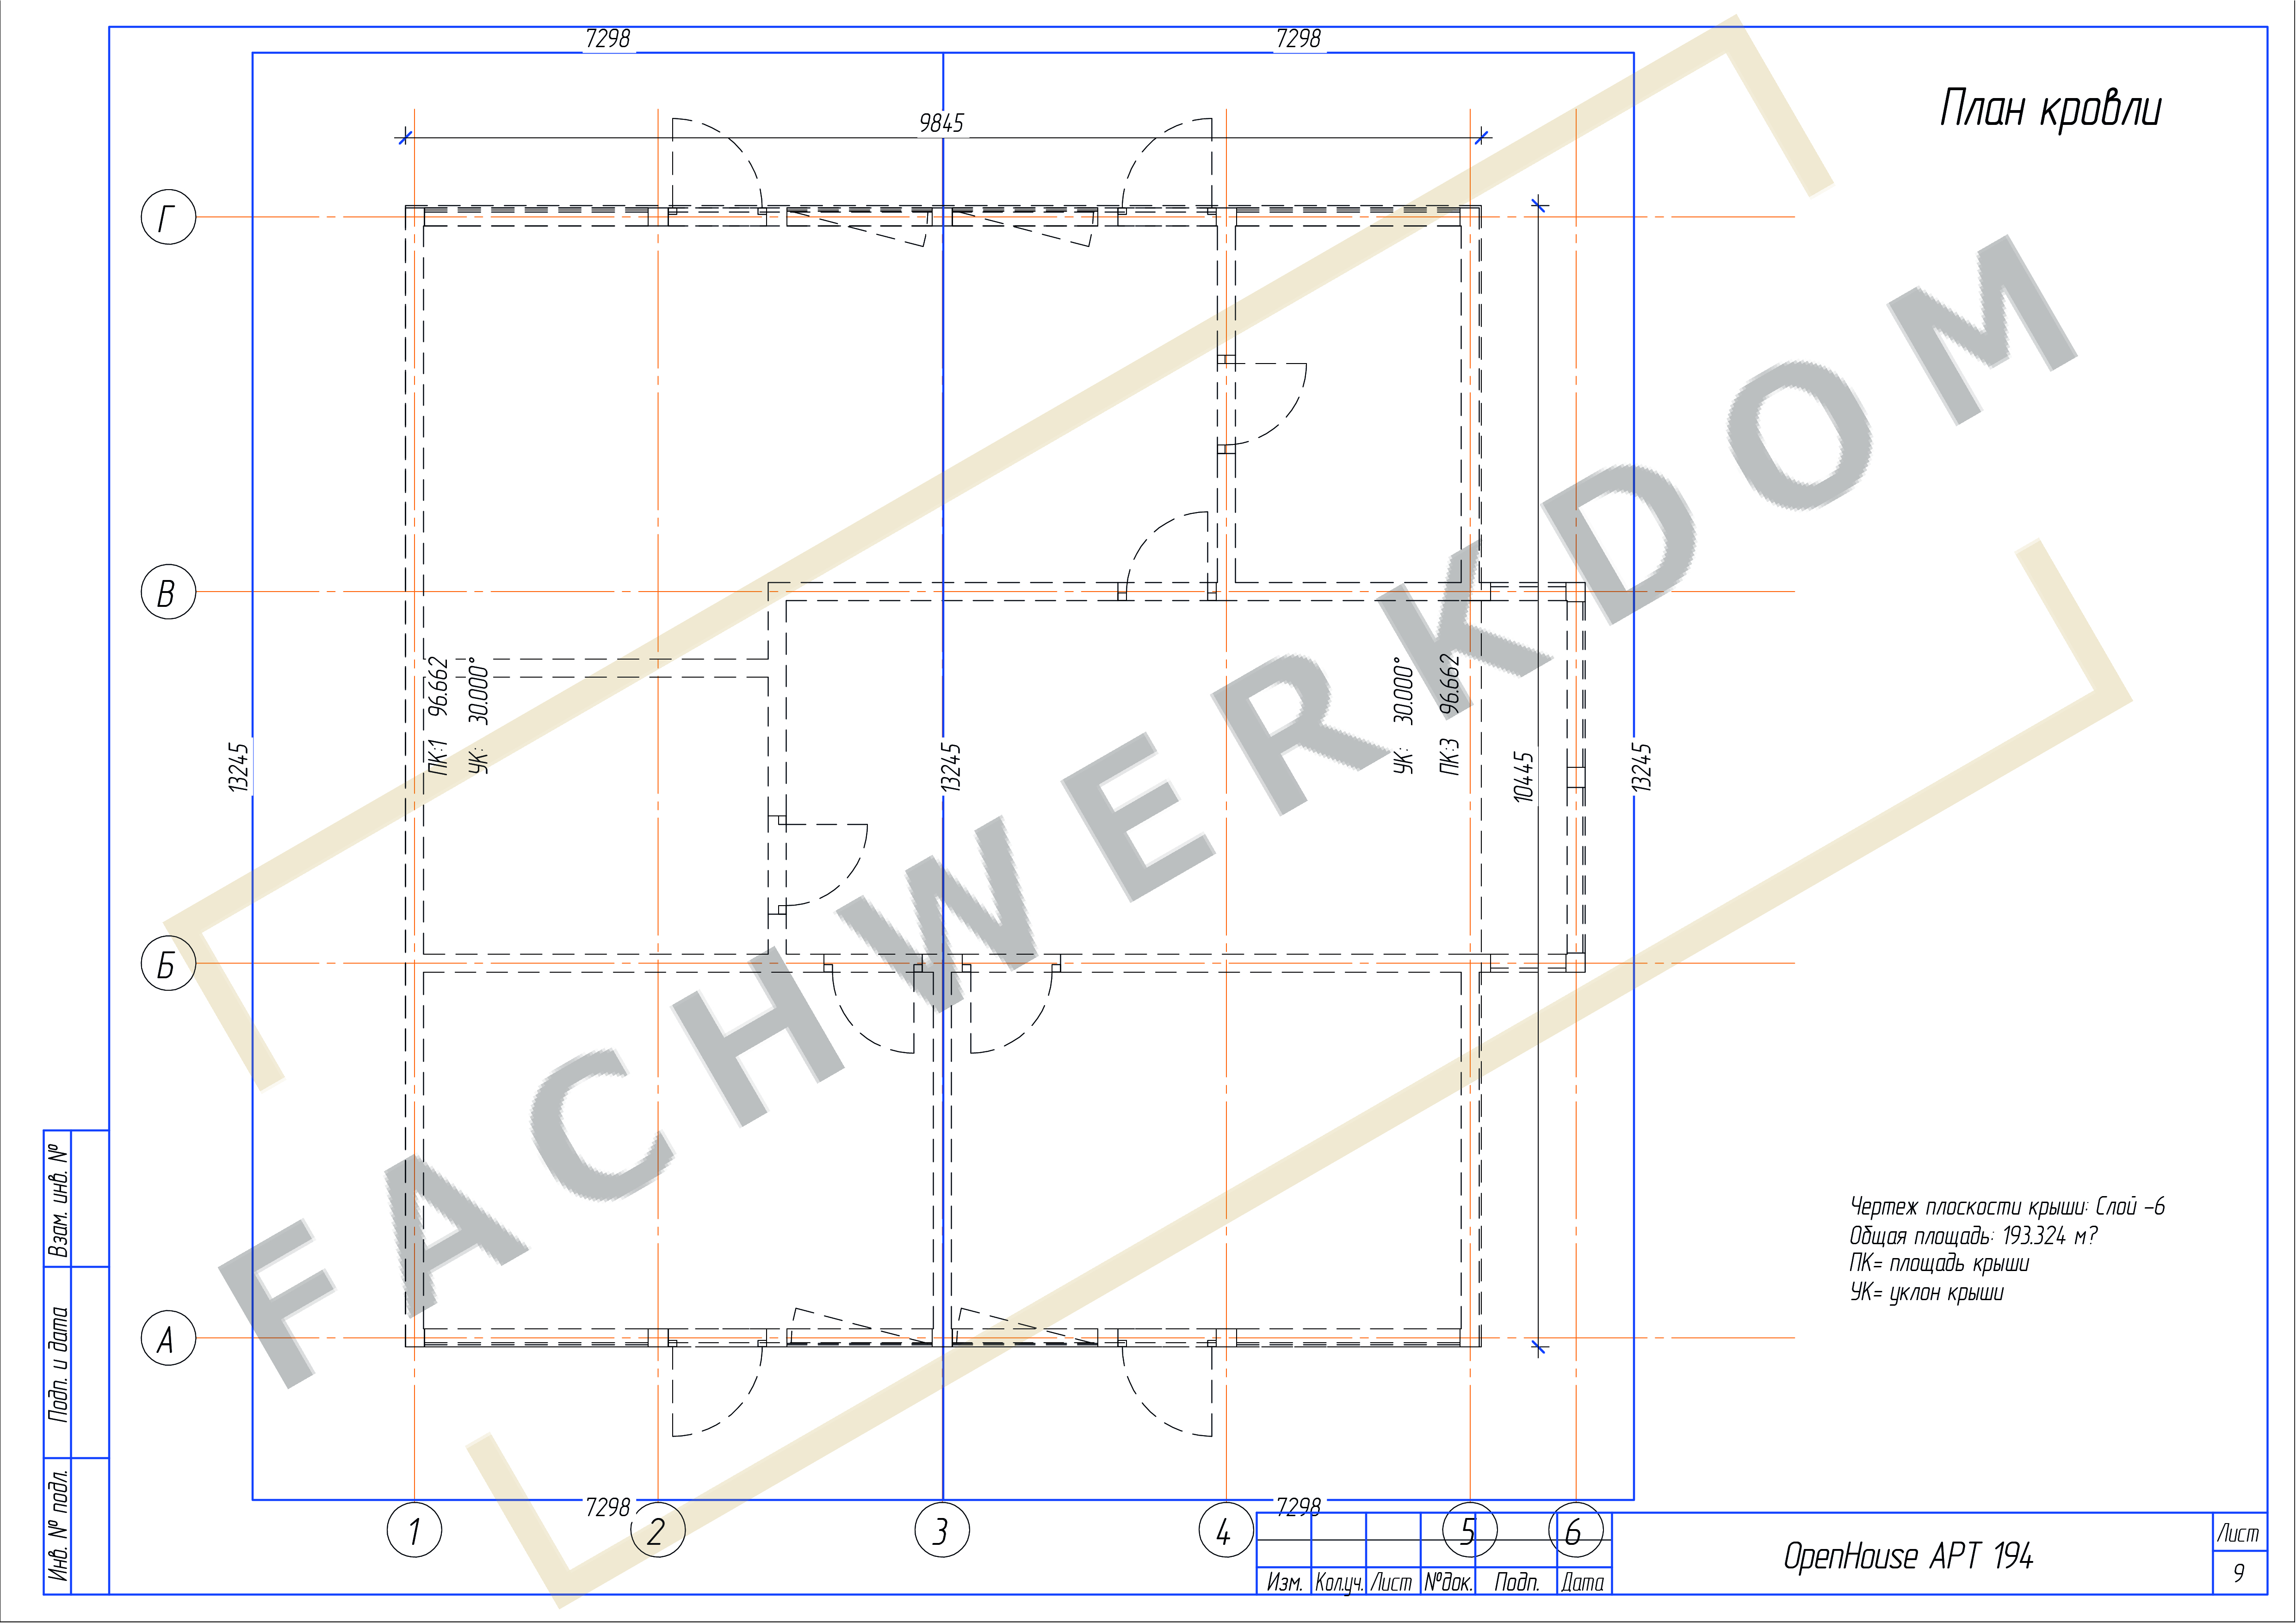 7298
7298
План кровли
9845
Г
В
ПК:1 96.662
УК: 30.000°
УК: 30.000°
ПК:3 96.662
13245
13245
10445
13245
Б
А
FACHWERKDOM
Чертеж плоскости крыши: Слой -6
Общая площадь: 193.324 м?
ПК= площадь крыши
УК= уклон крыши
Взам. инв. №
Подп. и дата
Инв. № подл.
7298
7298
1
2
3
4
5
6
Изм. Кол.уч. Лист №док. Подп. Дата
OpenHouse АРТ 194
Лист
9